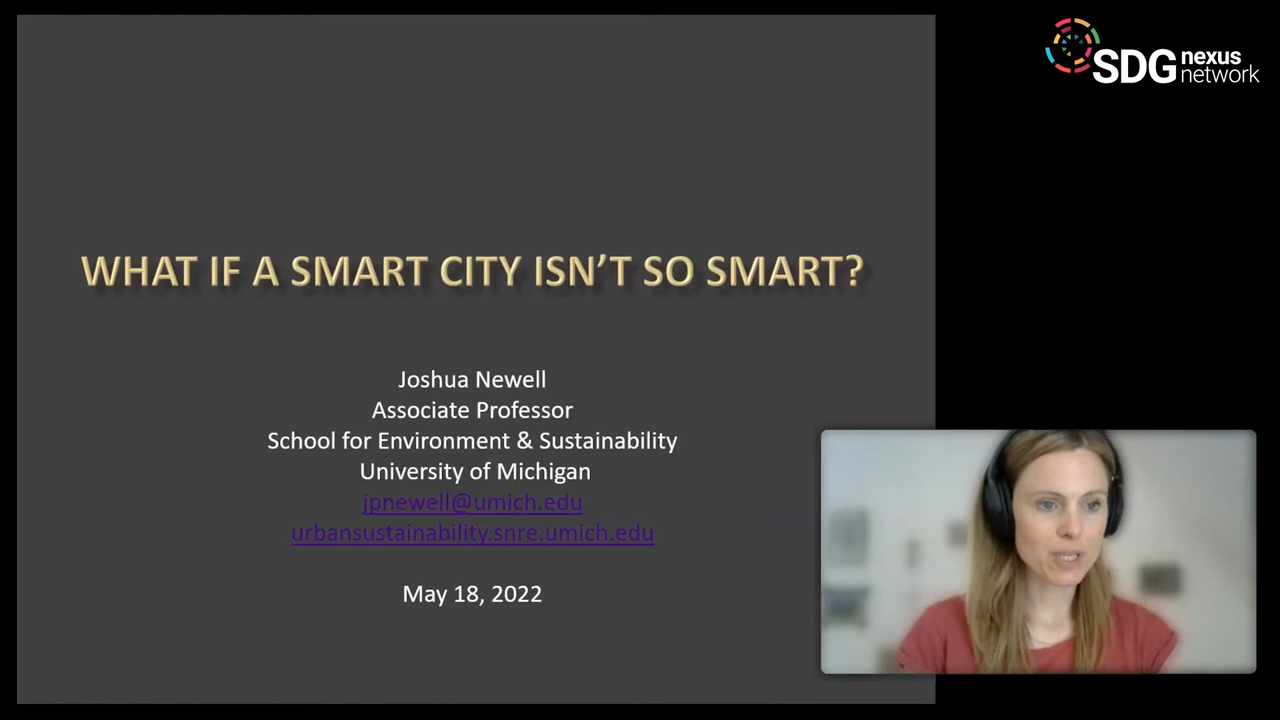 SDG nexus
network
WHAT IF A SMART CITY ISN'T SO SMART?
Joshua Newell
Associate Professor
School for Environment & Sustainability
University of Michigan
jpnewell@umich.edu
urbansustainability.snre.umich.edu
May 18, 2022